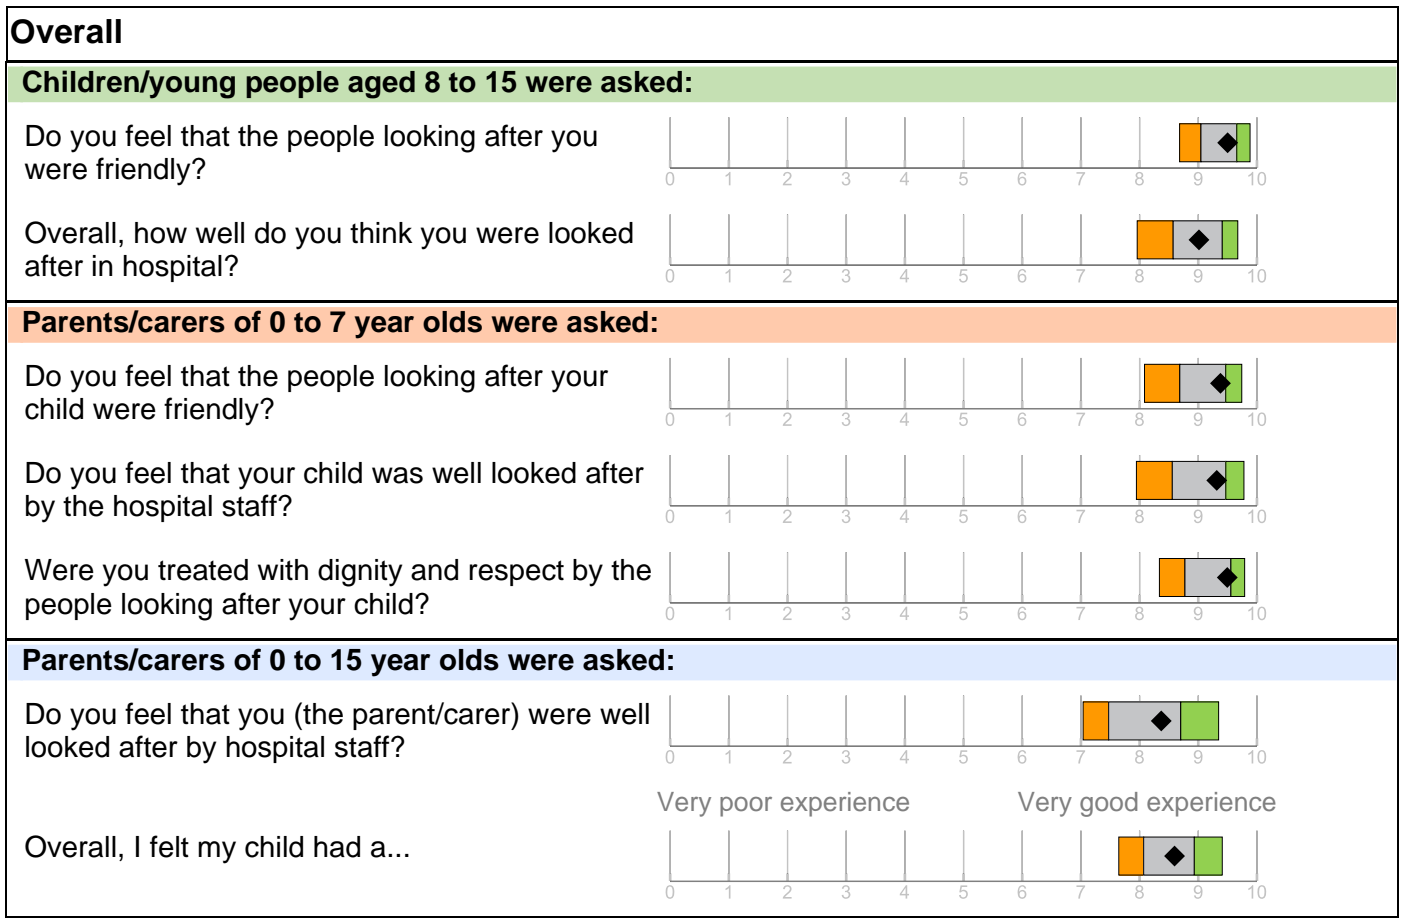 Overall
Children/young people aged 8 to 15 were asked:
Do you feel that the people looking after you
were friendly?
0 1 2 3 4 5 6 7 8 9 10
Overall, how well do you think you were looked
after in hospital?
0 1 2 3 4 5 6 7 8 9 10
Parents/carers of 0 to 7 year olds were asked:
Do you feel that the people looking after your
child were friendly?
0 1 2 3 4 5 6 7 8 9 10
Do you feel that your child was well looked after
by the hospital staff?
0 1 2 3 4 5 6 7 8 9 10
Were you treated with dignity and respect by the
people looking after your child?
0 1 2 3 4 5 6 7 8 9 10
Parents/carers of 0 to 15 year olds were asked:
Do you feel that you (the parent/carer) were well
looked after by hospital staff?
0 1 2 3 4 5 6 7 8 9 10
Very poor experience Very good experience
Overall, I felt my child had a...
0 1 2 3 4 5 6 7 8 9 10